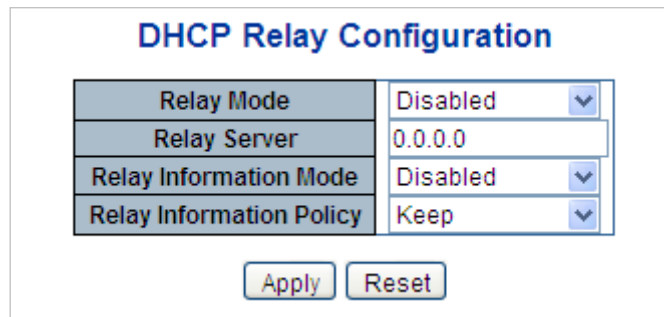 DHCP Relay Configuration
Relay Mode Disabled
Relay Server 0.0.0.0
Relay Information Mode Disabled
Relay Information Policy Keep
Apply Reset